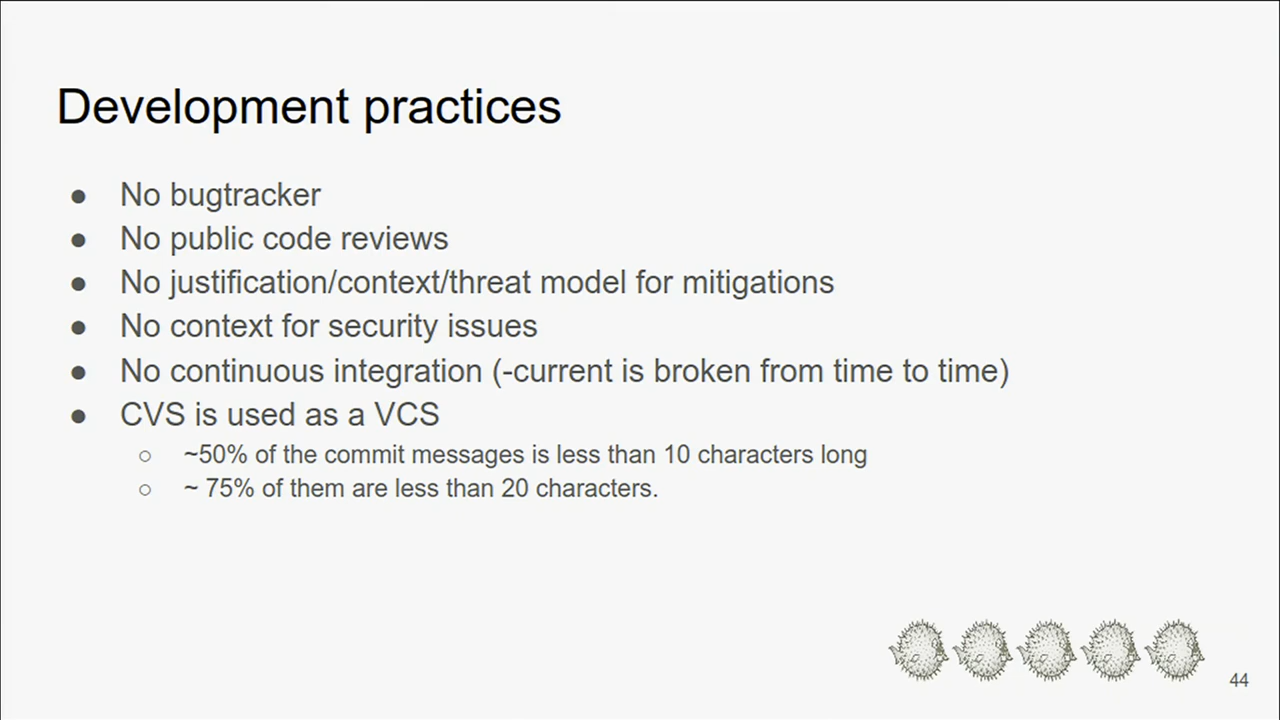 Development practices
● No bugtracker
● No public code reviews
● No justification/context/threat model for mitigations
● No context for security issues
● No continuous integration (-current is broken from time to time)
● CVS is used as a VCS
○ ~50% of the commit messages is less than 10 characters long
○ ~ 75% of them are less than 20 characters.
44